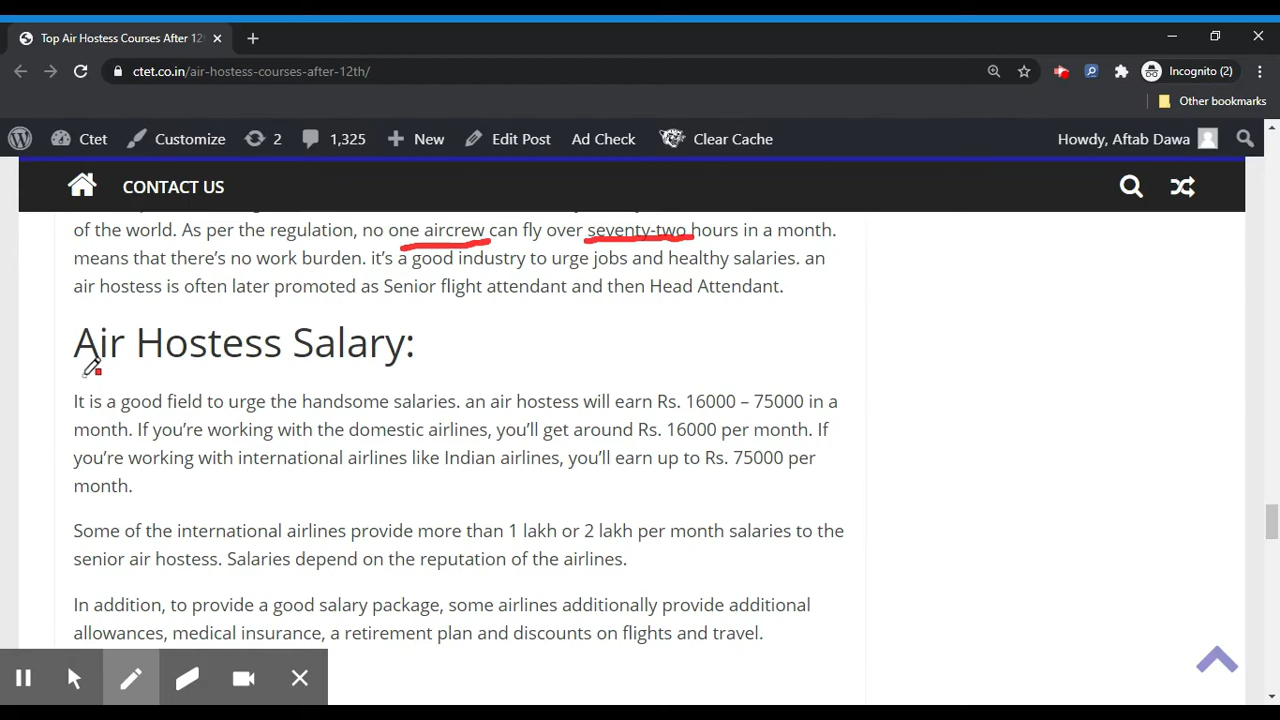 Top Air Hostess Courses After 12
ctet.co.in/air-hostess-courses-after-12th/
Incognito (2)
Other bookmarks
Ctet
Customize
2
1,325
New
Edit Post
Ad Check
Clear Cache
Howdy, Aftab Dawa
CONTACT US
of the world. As per the regulation, no one aircrew can fly over seventy-two hours in a month.
means that there's no work burden. it's a good industry to urge jobs and healthy salaries. an
air hostess is often later promoted as Senior flight attendant and then Head Attendant.
Air Hostess Salary:
It is a good field to urge the handsome salaries. an air hostess will earn Rs. 16000 – 75000 in a
month. If you're working with the domestic airlines, you'll get around Rs. 16000 per month. If
you're working with international airlines like Indian airlines, you'll earn up to Rs. 75000 per
month.
Some of the international airlines provide more than 1 lakh or 2 lakh per month salaries to the
senior air hostess. Salaries depend on the reputation of the airlines.
In addition, to provide a good salary package, some airlines additionally provide additional
allowances, medical insurance, a retirement plan and discounts on flights and travel.